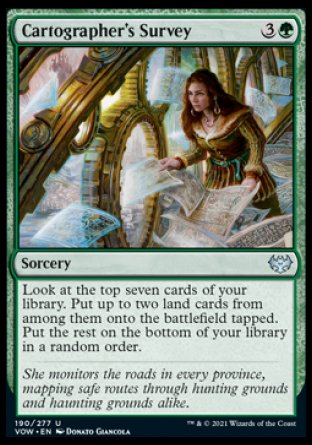 Cartographer's Survey 3
Sorcery
Look at the top seven cards of your
library. Put up to two land cards from
among them onto the battlefield tapped.
Put the rest on the bottom of your library
in a random order.
She monitors the roads in every province,
mapping safe routes through hunting grounds
and haunting grounds alike.
190/277 U
VOW • EN Donato Giancola
™ & © 2021 Wizards of the Coast